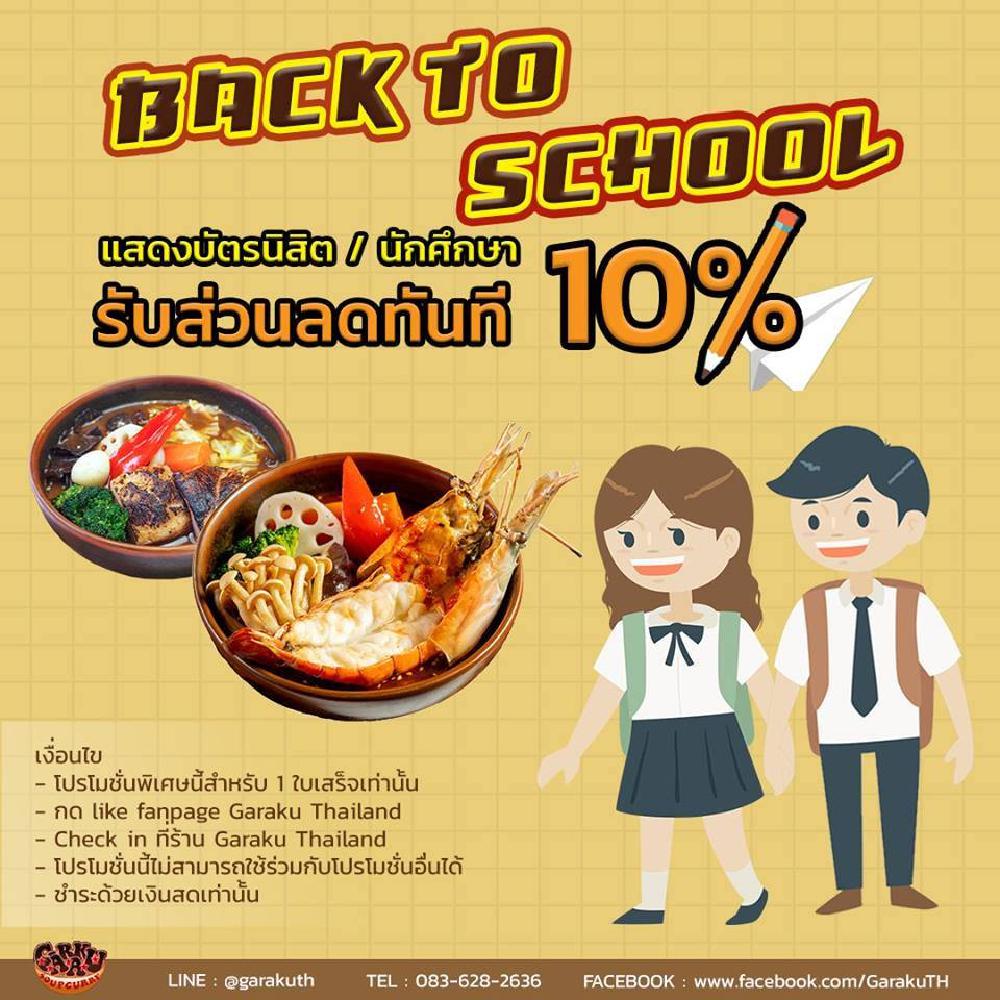 BACK TO
SCHOOL
แสดงบัตรนิสิต / นักศึกษา
รับส่วนลดทันที 10%
เงื่อนไข
- โปรโมชั่นพิเศษนี้สำหรับ 1 ใบเสร็จเท่านั้น
- กด like fanpage Garaku Thailand
- Check in ที่ร้าน Garaku Thailand
- โปรโมชั่นนี้ไม่สามารถใช้ร่วมกับโปรโมชั่นอื่นได้
- ชำระด้วยเงินสดเท่านั้น
GARAKU
SOUPCURRY
LINE : @garakuth TEL : 083-628-2636 FACEBOOK : www.facebook.com/GarakuTH